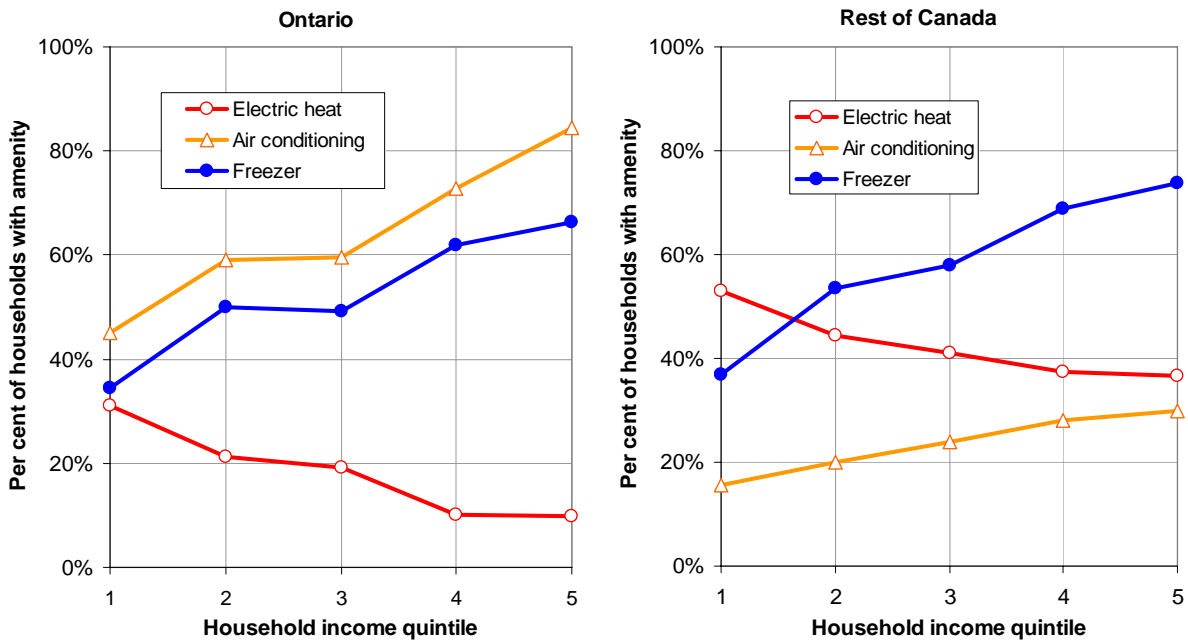 Ontario
Per cent of households with amenity
100%
80%
60%
40%
20%
0%
Electric heat
Air conditioning
Freezer
1 2 3 4 5
Household income quintile
Rest of Canada
Per cent of households with amenity
100%
80%
60%
40%
20%
0%
Electric heat
Air conditioning
Freezer
1 2 3 4 5
Household income quintile